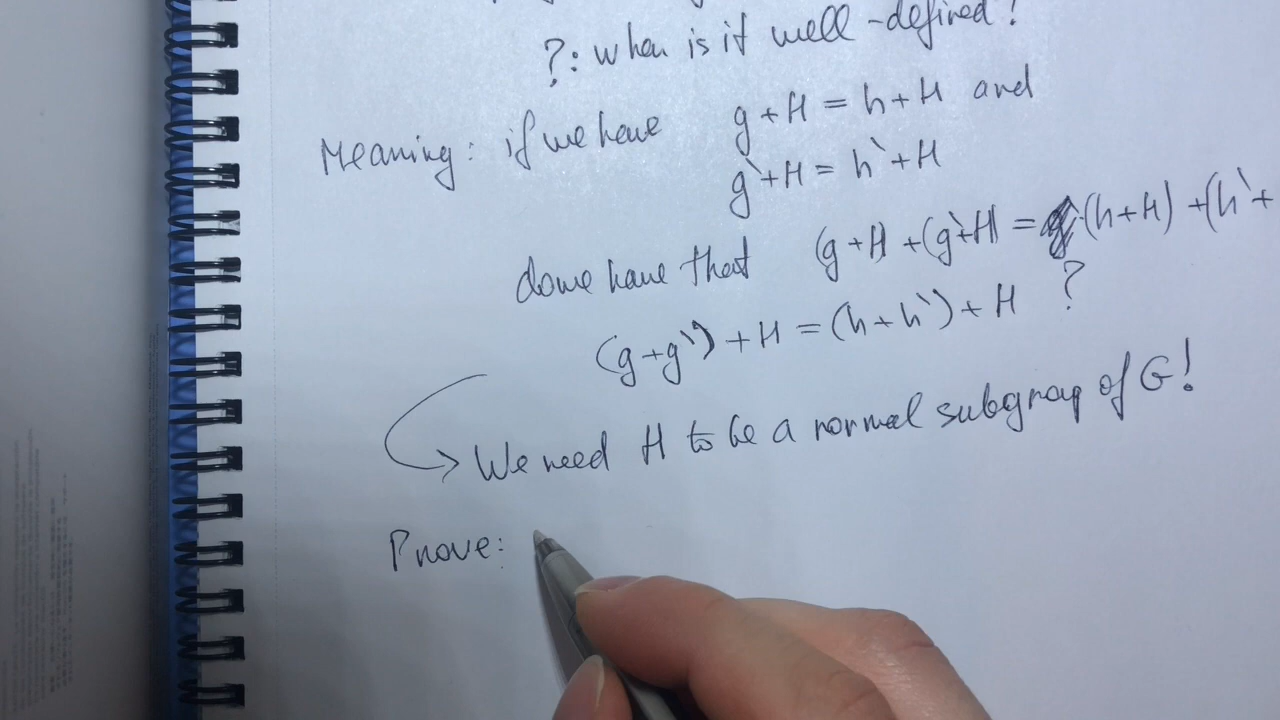 ?: when is it well-defined?
Meaning: if we have g+H = h+H and
g`+H = h`+H
do we have that (g+H)+(g`+H) = (h+H)+(h`+
(g+g`)+H = (h+h`)+H ?
We need H to be a normal subgroup of G!
Prove: